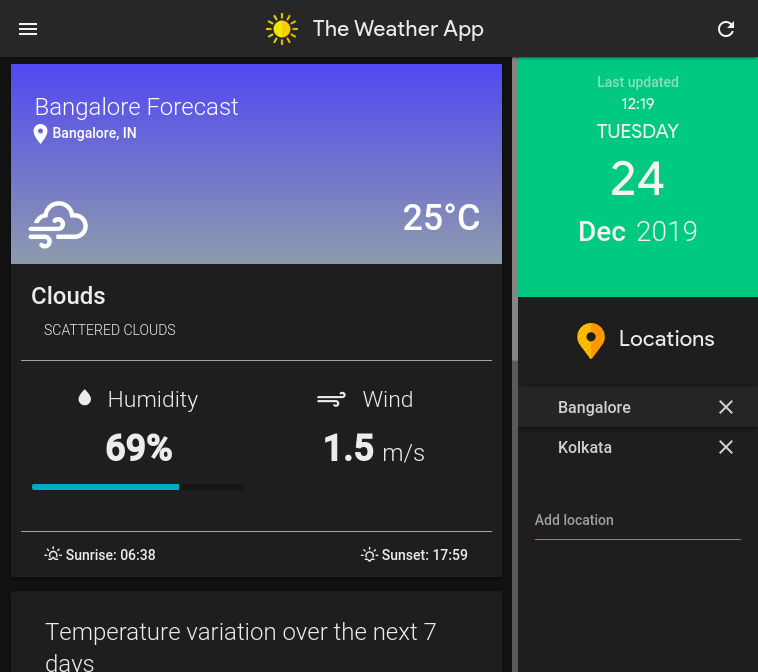 The Weather App
Bangalore Forecast
Bangalore, IN
25°C
Clouds
SCATTERED CLOUDS
Humidity
69%
Wind
1.5 m/s
Sunrise: 06:38
Sunset: 17:59
Temperature variation over the next 7
days
Last updated
12:19
TUESDAY
24
Dec 2019
Locations
Bangalore
Kolkata
Add location